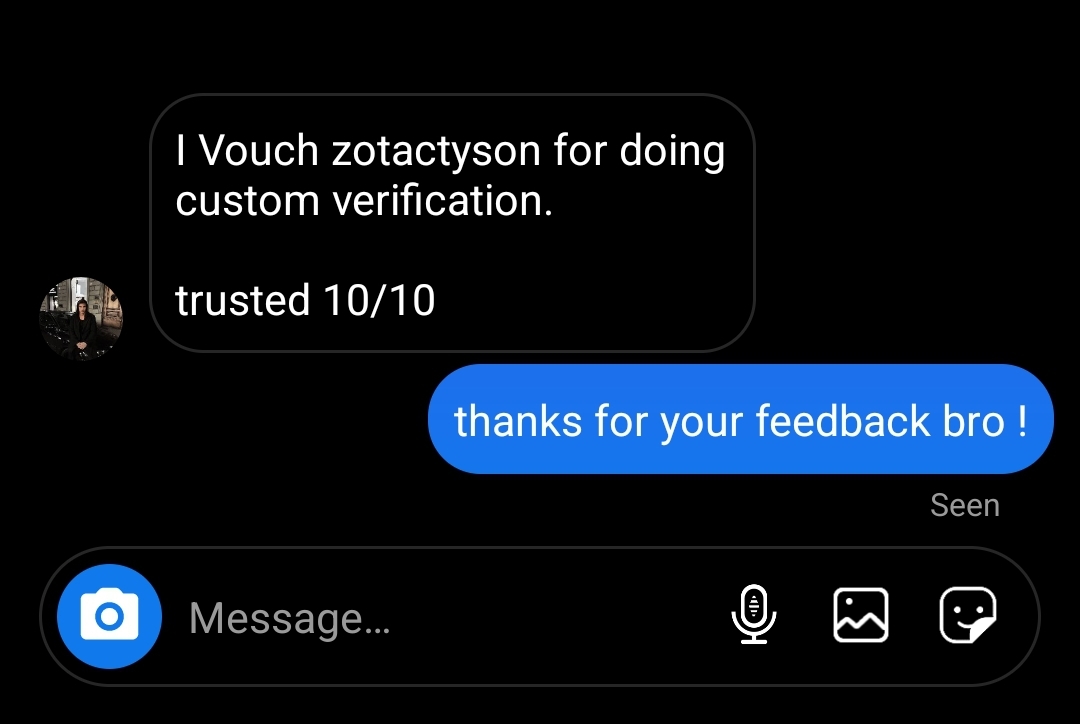 I Vouch zotactyson for doing
custom verification.
trusted 10/10
thanks for your feedback bro !
Seen
Message...